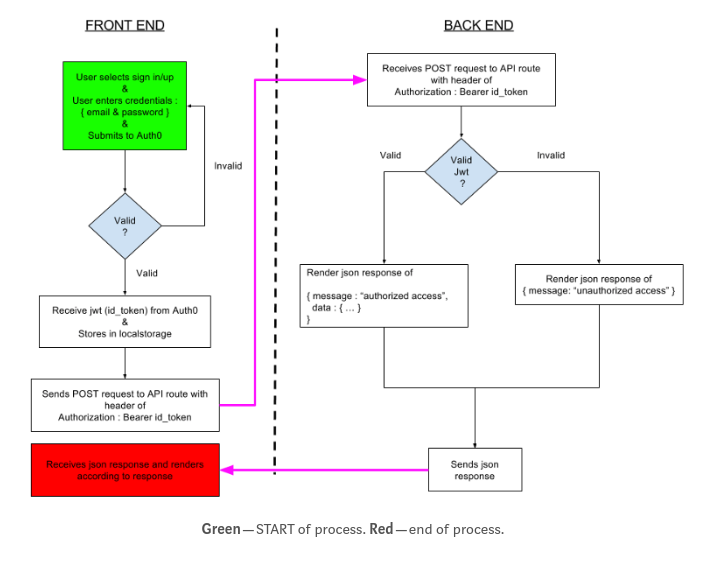 FRONT END
User selects sign in/up
&
User enters credentials :
{ email & password }
&
Submits to Auth0
Invalid
Valid
?
Valid
Receive jwt (id_token) from Auth0
&
Stores in localstorage
Sends POST request to API route with
header of
Authorization : Bearer id_token
Receives json response and renders
according to response
BACK END
Receives POST request to API route
with header of
Authorization : Bearer id_token
Valid
Jwt
?
Valid
Invalid
Render json response of
{ message : “authorized access”,
data : { ... }
}
Render json response of
{ message: “unauthorized access” }
Sends json
response
Green — START of process. Red — end of process.